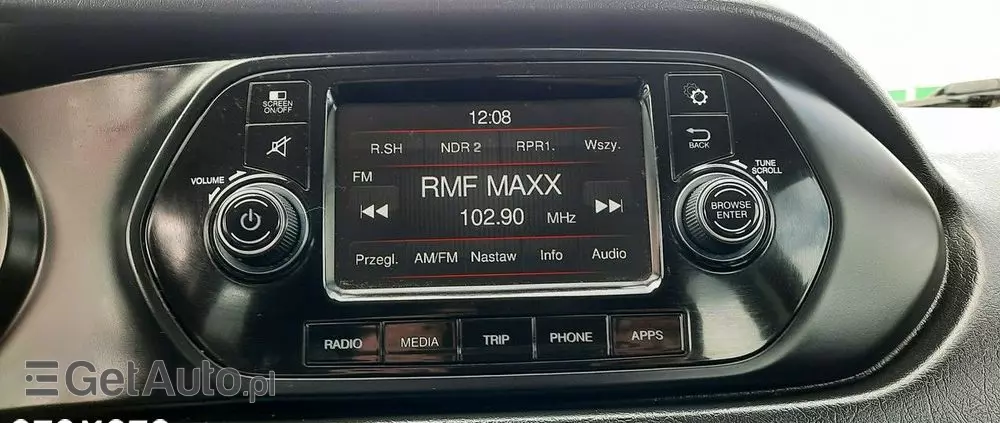 SCREEN
ON/OFF
VOLUME
12:08
R.SH NDR 2 RPR1. Wszy.
FM
RMF MAXX
102.90 MHz
Przegl. AM/FM Nastaw Info Audio
BACK
TUNE
SCROLL
BROWSE
ENTER
RADIO MEDIA TRIP PHONE APPS
GetAuto.pl